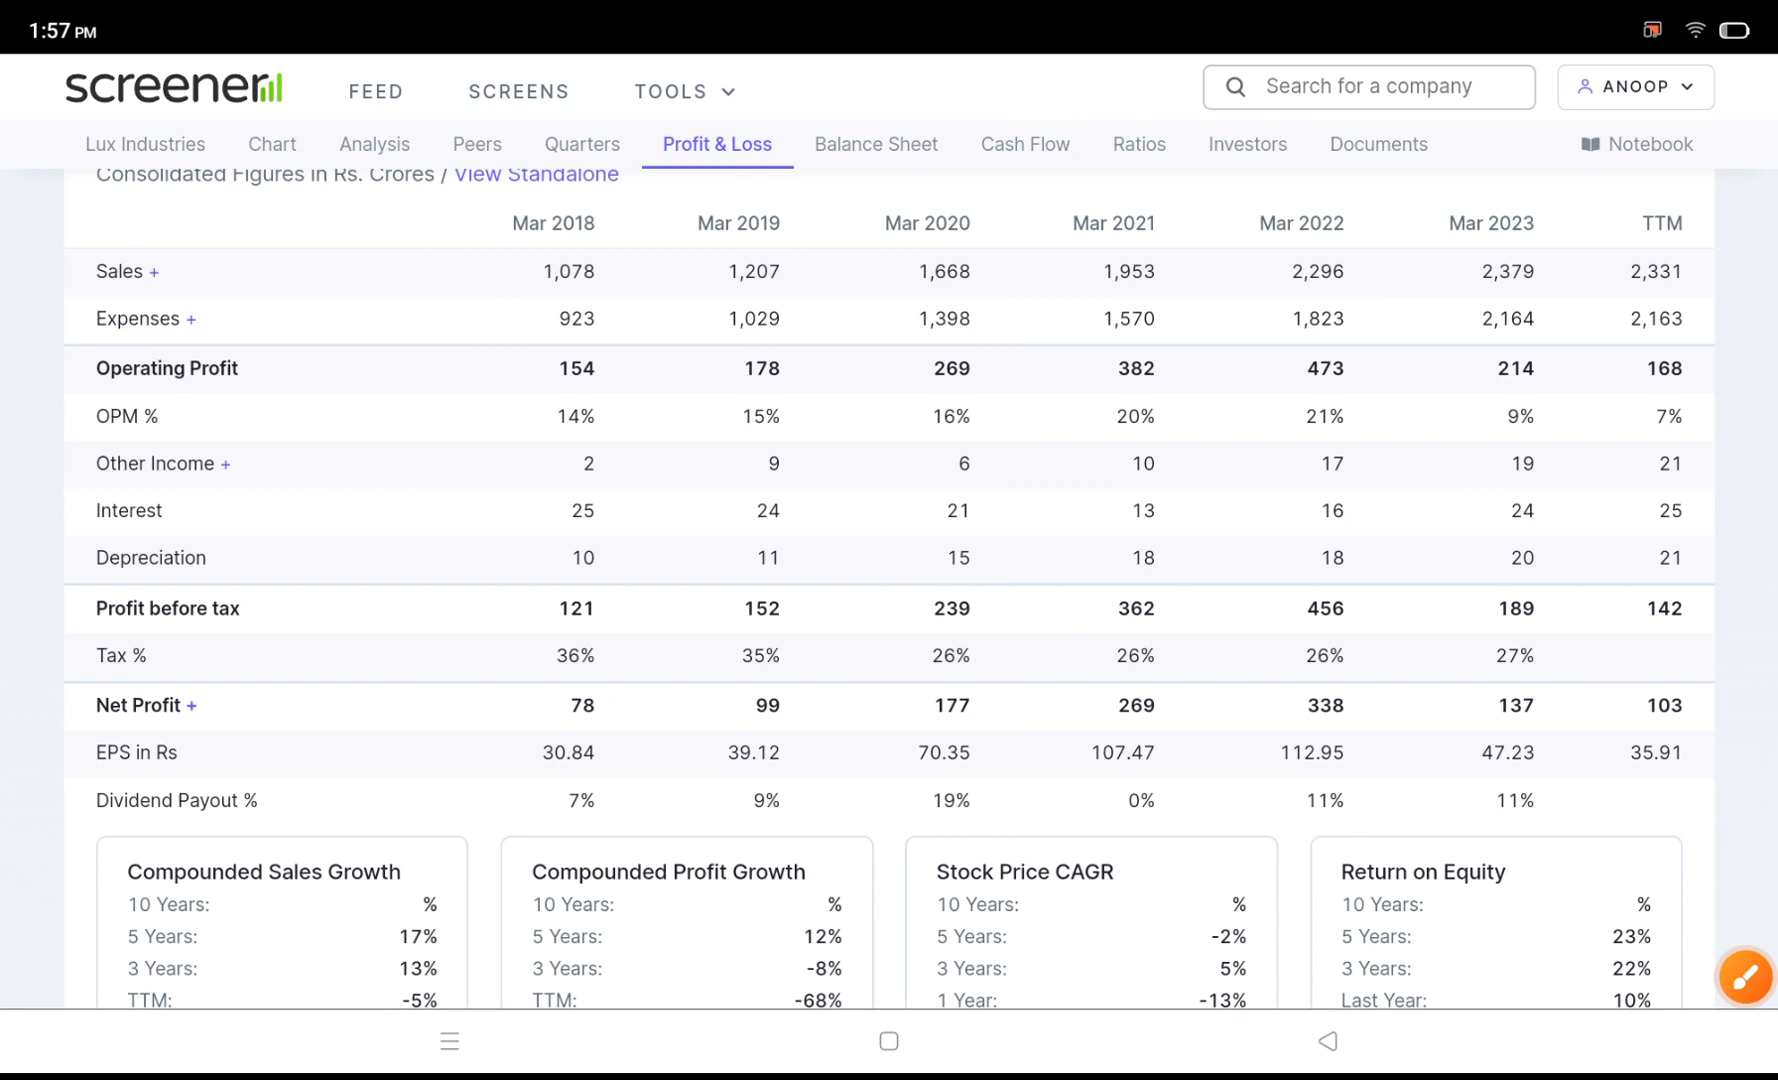 1:57 PM
screener
FEED SCREENS TOOLS
Search for a company
ANOOP
Lux Industries Chart Analysis Peers Quarters Profit & Loss Balance Sheet Cash Flow Ratios Investors Documents Notebook
Consolidated Figures in Rs. Crores / View Standalone
Mar 2018 Mar 2019 Mar 2020 Mar 2021 Mar 2022 Mar 2023 TTM
Sales + 1,078 1,207 1,668 1,953 2,296 2,379 2,331
Expenses + 923 1,029 1,398 1,570 1,823 2,164 2,163
Operating Profit 154 178 269 382 473 214 168
OPM % 14% 15% 16% 20% 21% 9% 7%
Other Income + 2 9 6 10 17 19 21
Interest 25 24 21 13 16 24 25
Depreciation 10 11 15 18 18 20 21
Profit before tax 121 152 239 362 456 189 142
Tax % 36% 35% 26% 26% 26% 27%
Net Profit + 78 99 177 269 338 137 103
EPS in Rs 30.84 39.12 70.35 107.47 112.95 47.23 35.91
Dividend Payout % 7% 9% 19% 0% 11% 11%
Compounded Sales Growth
10 Years: %
5 Years: 17%
3 Years: 13%
TTM: -5%
Compounded Profit Growth
10 Years: %
5 Years: 12%
3 Years: -8%
TTM: -68%
Stock Price CAGR
10 Years: %
5 Years: -2%
3 Years: 5%
1 Year: -13%
Return on Equity
10 Years: %
5 Years: 23%
3 Years: 22%
Last Year: 10%